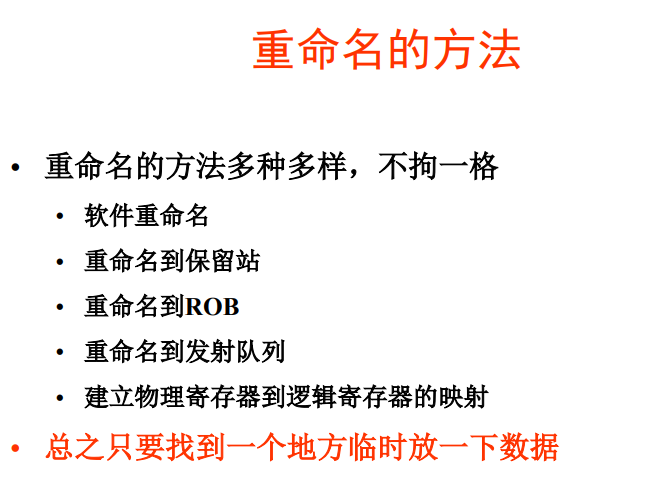 重命名的方法
• 重命名的方法多种多样，不拘一格
• 软件重命名
• 重命名到保留站
• 重命名到ROB
• 重命名到发射队列
• 建立物理寄存器到逻辑寄存器的映射
• 总之只要找到一个地方临时放一下数据